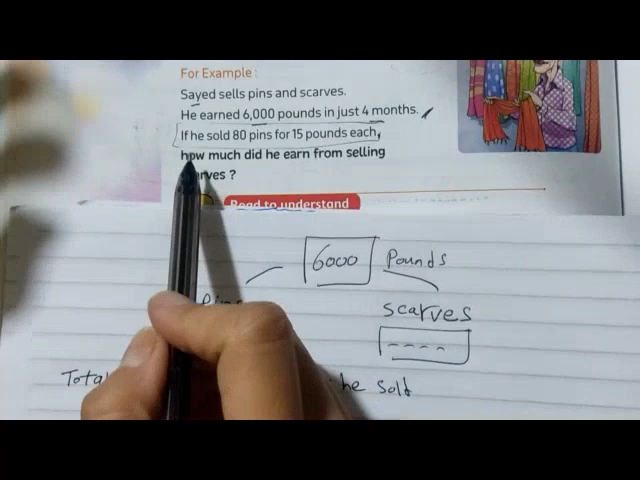 For Example :
Sayed sells pins and scarves.
He earned 6,000 pounds in just 4 months.
If he sold 80 pins for 15 pounds each,
how much did he earn from selling
?
Read to understand
6000 Pounds
scarves
----
he solt